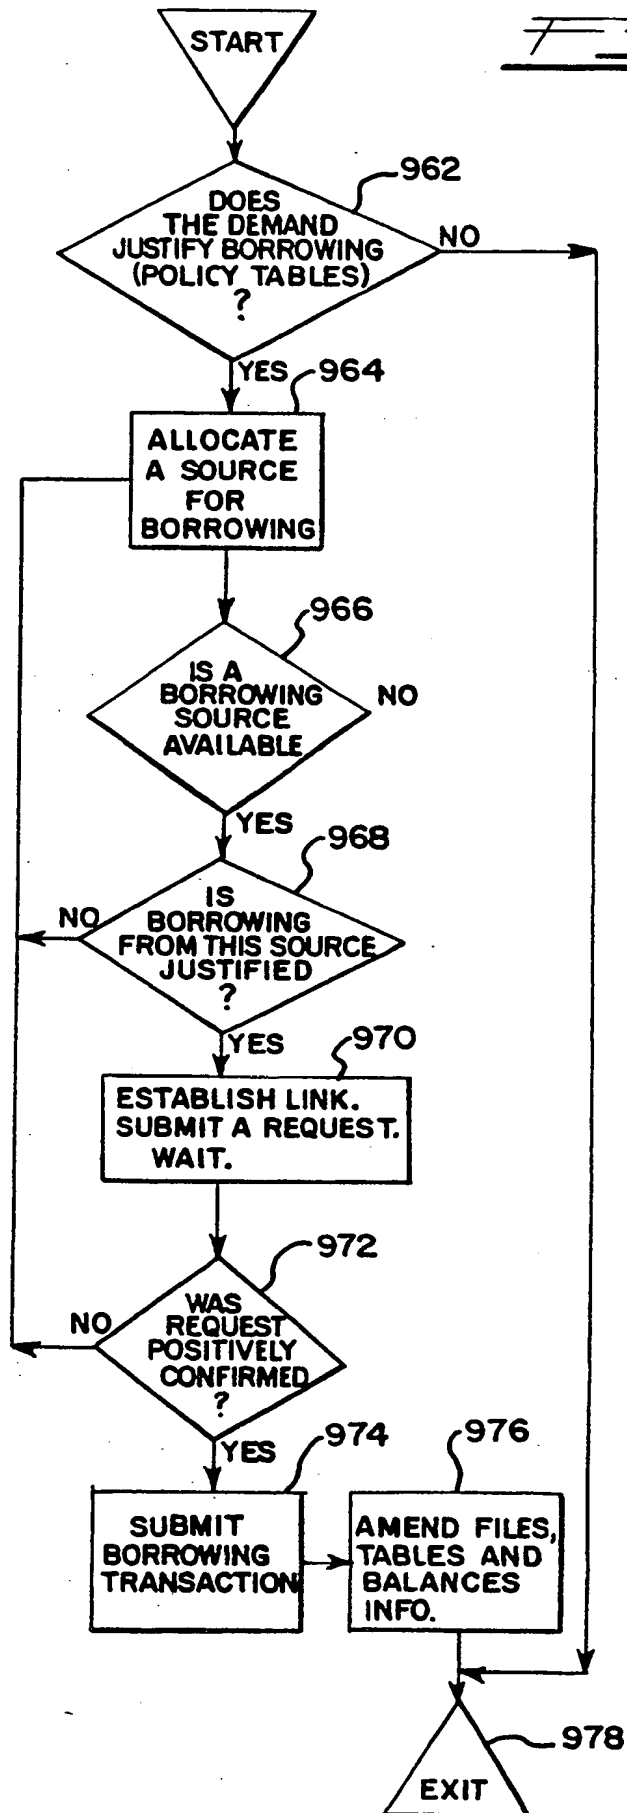 START
962
DOES
THE DEMAND
JUSTIFY BORROWING
(POLICY TABLES)
?
NO
YES
964
ALLOCATE
A SOURCE
FOR
BORROWING
966
IS A
BORROWING
SOURCE
AVAILABLE
NO
YES
968
IS
BORROWING
FROM THIS SOURCE
JUSTIFIED
?
NO
YES
970
ESTABLISH LINK.
SUBMIT A REQUEST.
WAIT.
972
WAS
REQUEST
POSITIVELY
CONFIRMED
?
NO
YES
974
SUBMIT
BORROWING
TRANSACTION
976
AMEND FILES,
TABLES AND
BALANCES
INFO.
978
EXIT